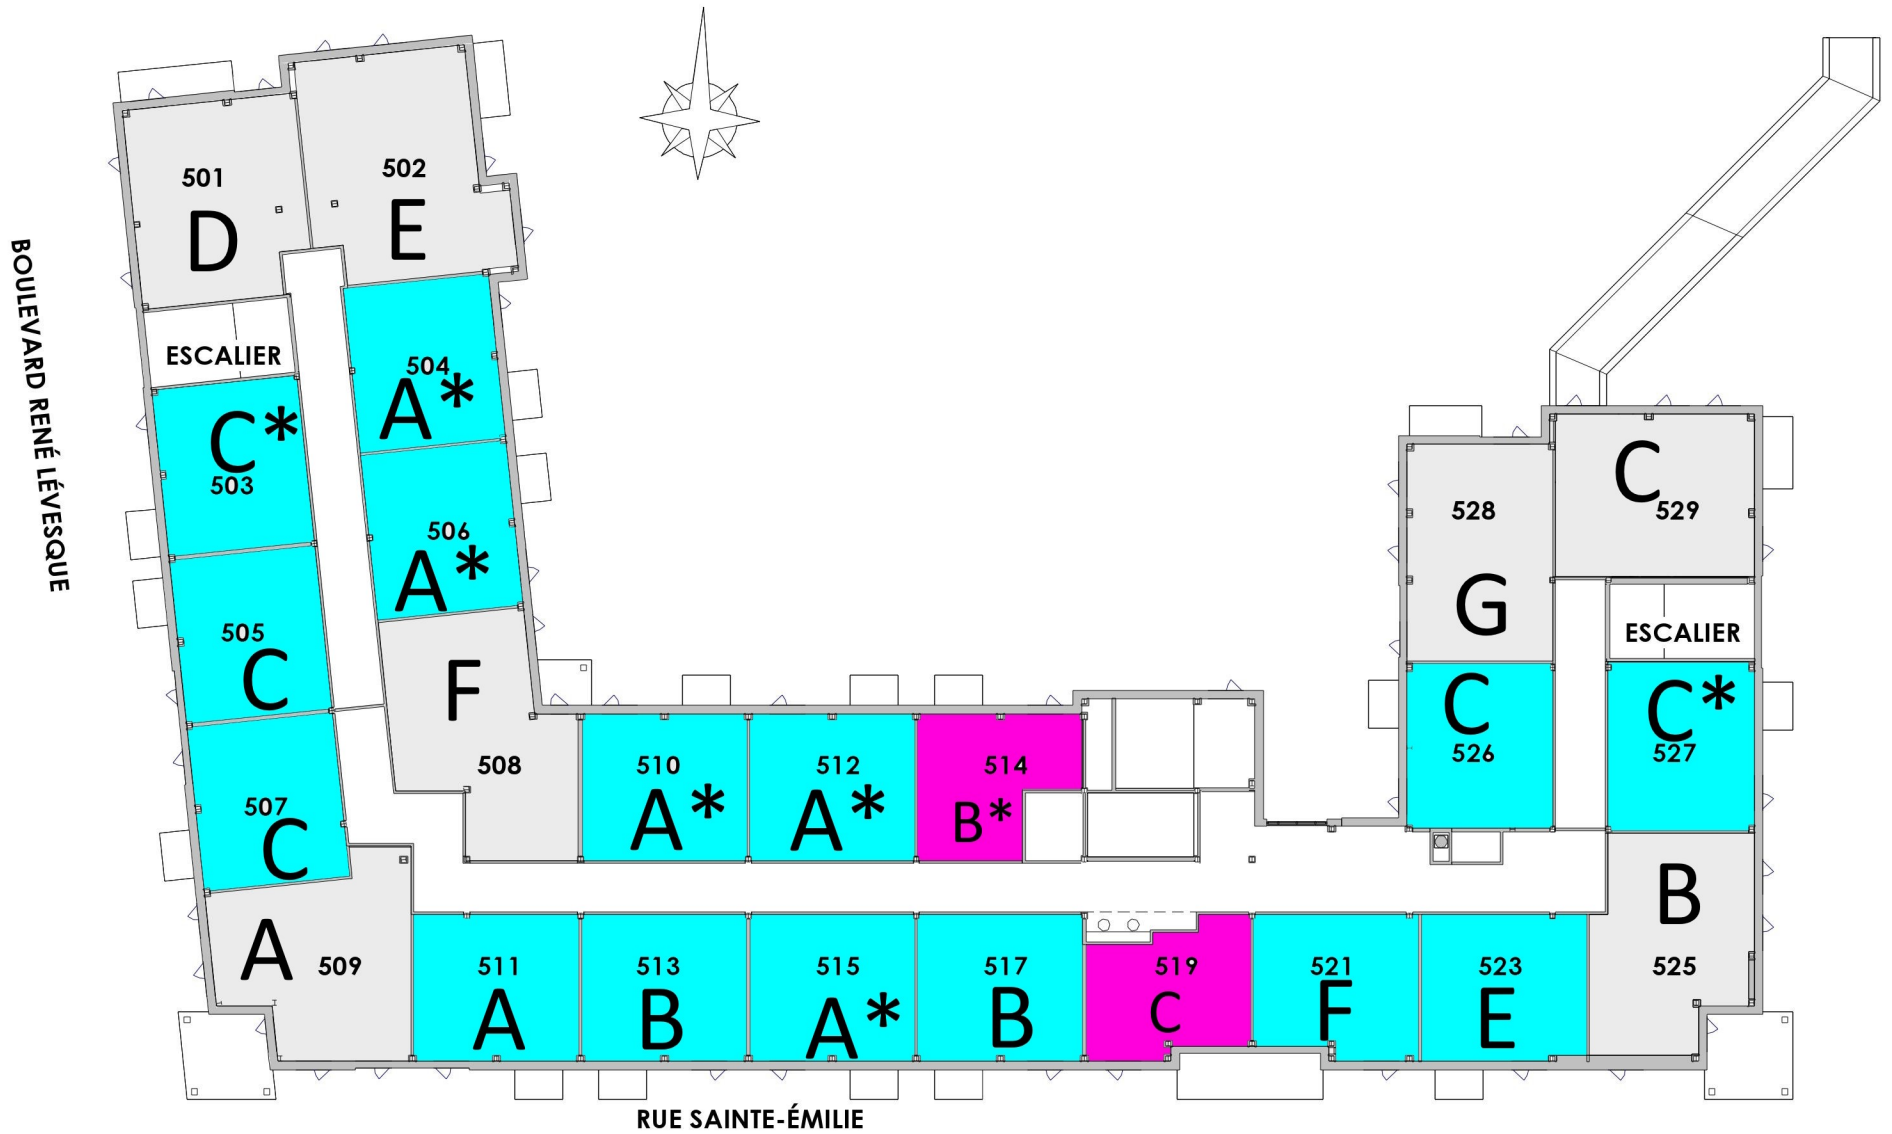 501
D
502
E
BOULEVARD RENÉ LÉVESQUE
ESCALIER
504
A*
C*
503
506
A*
505
C
F
508
507
C
510
A*
512
A*
514
B*
A
509
511
A
513
B
515
A*
517
B
519
C
521
F
523
E
B
525
C
529
528
G
ESCALIER
C
526
C*
527
RUE SAINTE-ÉMILIE